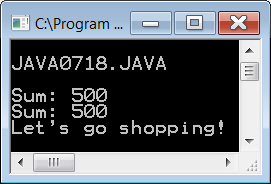 C:\Program ...
JAVA0718.JAVA
Sum: 500
Sum: 500
Let's go shopping!